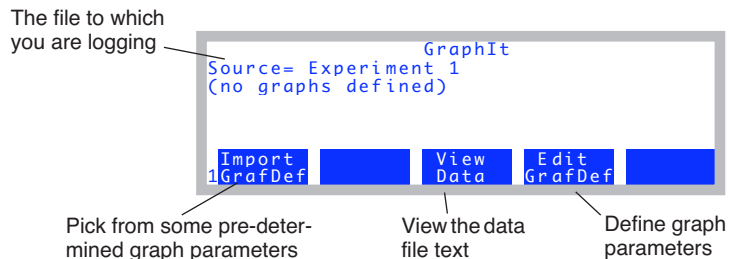 The file to which
you are logging
GraphIt
Source= Experiment 1
(no graphs defined)
Import View Edit
1GrafDef Data GrafDef
Pick from some pre-deter-
mined graph parameters
View the data
file text
Define graph
parameters